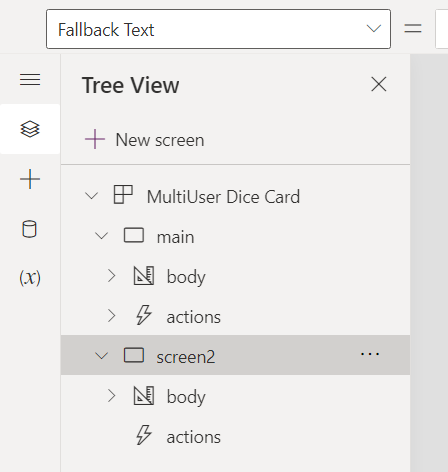 Fallback Text =
Tree View
New screen
MultiUser Dice Card
main
(x)
body
actions
screen2 ...
body
actions